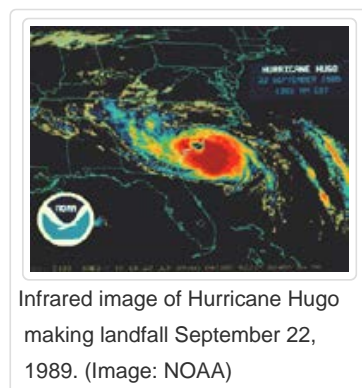 HURRICANE HUGO
22 SEPTEMBER 1989
NOAA
Infrared image of Hurricane Hugo
making landfall September 22,
1989. (Image: NOAA)